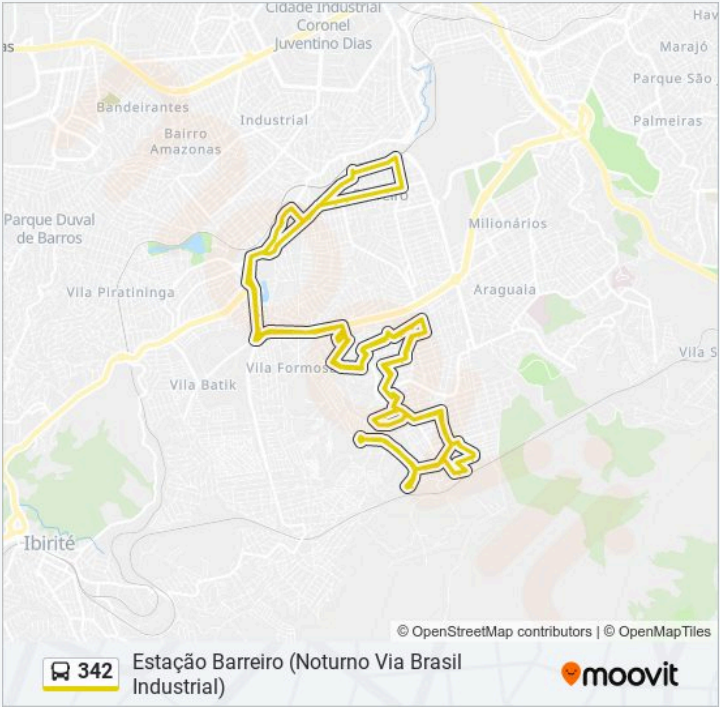 Cidade Industrial
Coronel
Juventino Dias
Marajó
Parque São
Bandeirantes
Industrial
Palmeiras
Bairro
Amazonas
Parque Duval
de Barros
Milionários
Vila Piratininga
Araguaia
Vila S
Vila Formos
Vila Batik
Ibirité
© OpenStreetMap contributors | © OpenMapTiles
342
Estação Barreiro (Noturno Via Brasil
Industrial)
moovit